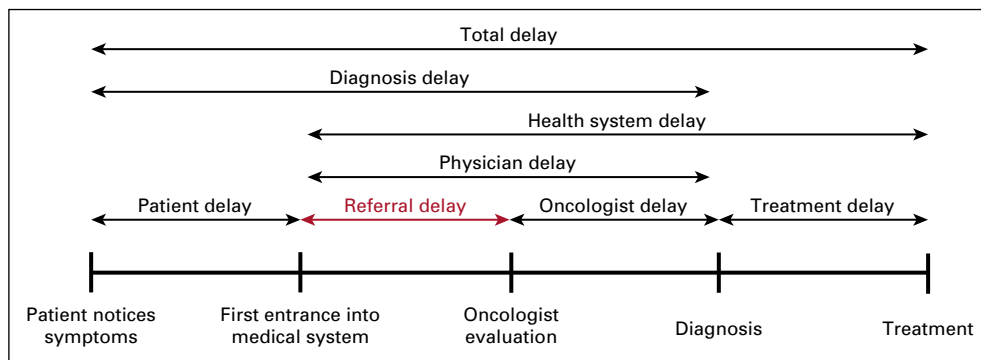 Total delay
Diagnosis delay
Health system delay
Physician delay
Patient delay Referral delay Oncologist delay Treatment delay
Patient notices First entrance into Oncologist
symptoms medical system evaluation Diagnosis Treatment